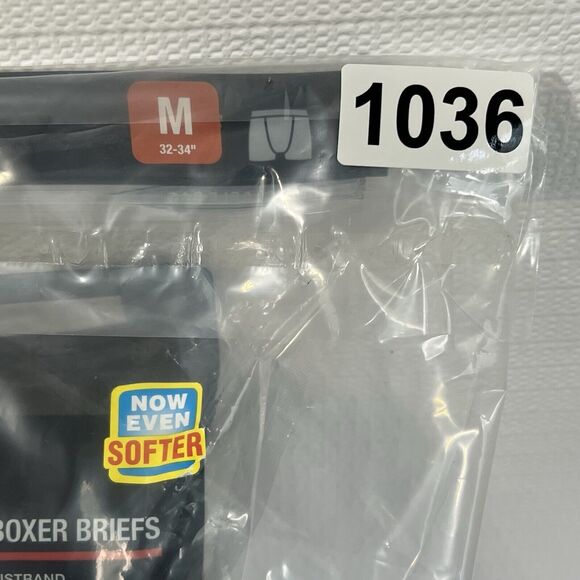 M
32-34"
1036
NOW
EVEN
SOFTER
BOXER BRIEFS